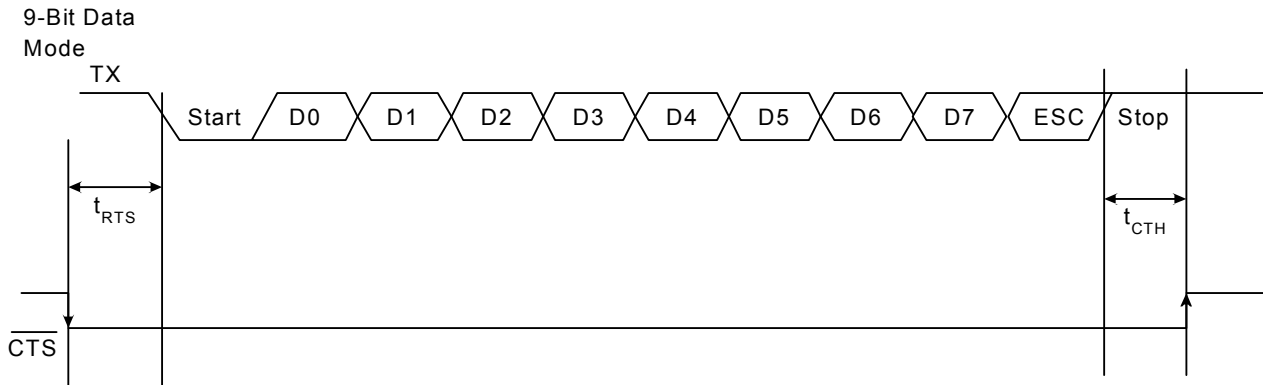 9-Bit Data
Mode
TX
Start D0 D1 D2 D3 D4 D5 D6 D7 ESC Stop
tRTS
tCTH
CTS